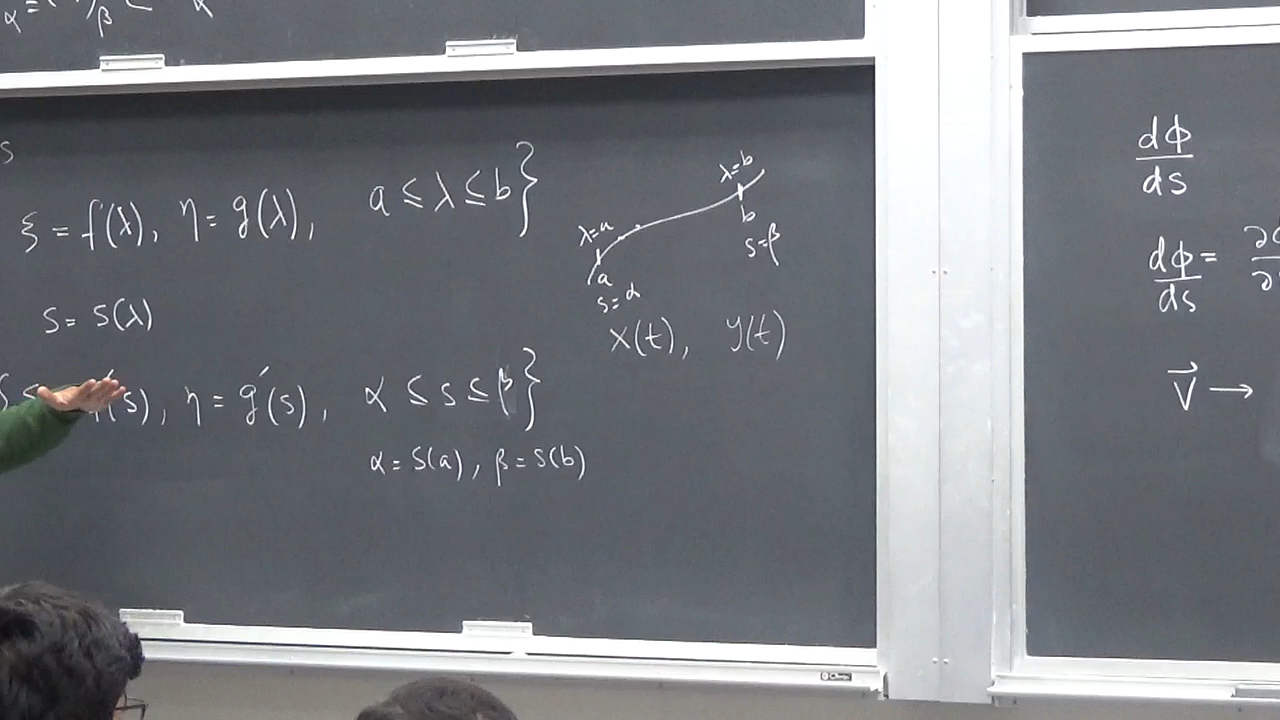 s
ξ = f(λ), η = g(λ), a ≤ λ ≤ b}
s = s(λ)
(s), η = g′(s), α ≤ s ≤ β}
α = s(a), β = s(b)
λ=b
b
s=β
λ=a
a
s=α
x(t), y(t)
dϕ
ds
dϕ =
ds
V⃗ →